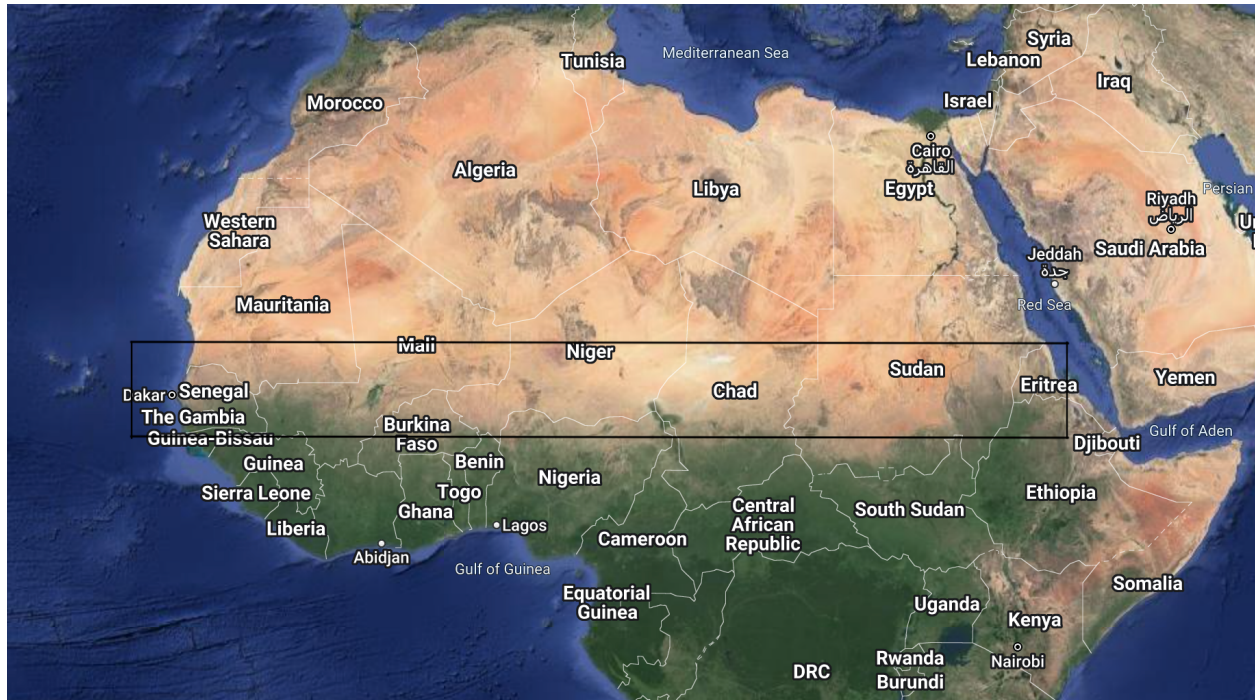 Mediterranean Sea
Syria
Tunisia
Lebanon
Iraq
Morocco
Israel
Cairo
القاهرة
Algeria
Libya
Egypt
Persian
Riyadh
الرياض
Western
Sahara
Saudi Arabia
Jeddah
جدة
Mauritania
Red Sea
Mali
Niger
Sudan
Yemen
Dakar
Senegal
Chad
Eritrea
The Gambia
Burkina
Faso
Guinea-Bissau
Djibouti
Gulf of Aden
Guinea
Benin
Nigeria
Sierra Leone
Togo
Ethiopia
Ghana
Central
African
Republic
South Sudan
Liberia
Lagos
Cameroon
Abidjan
Gulf of Guinea
Equatorial
Guinea
Somalia
Uganda
Kenya
Rwanda
Nairobi
DRC
Burundi